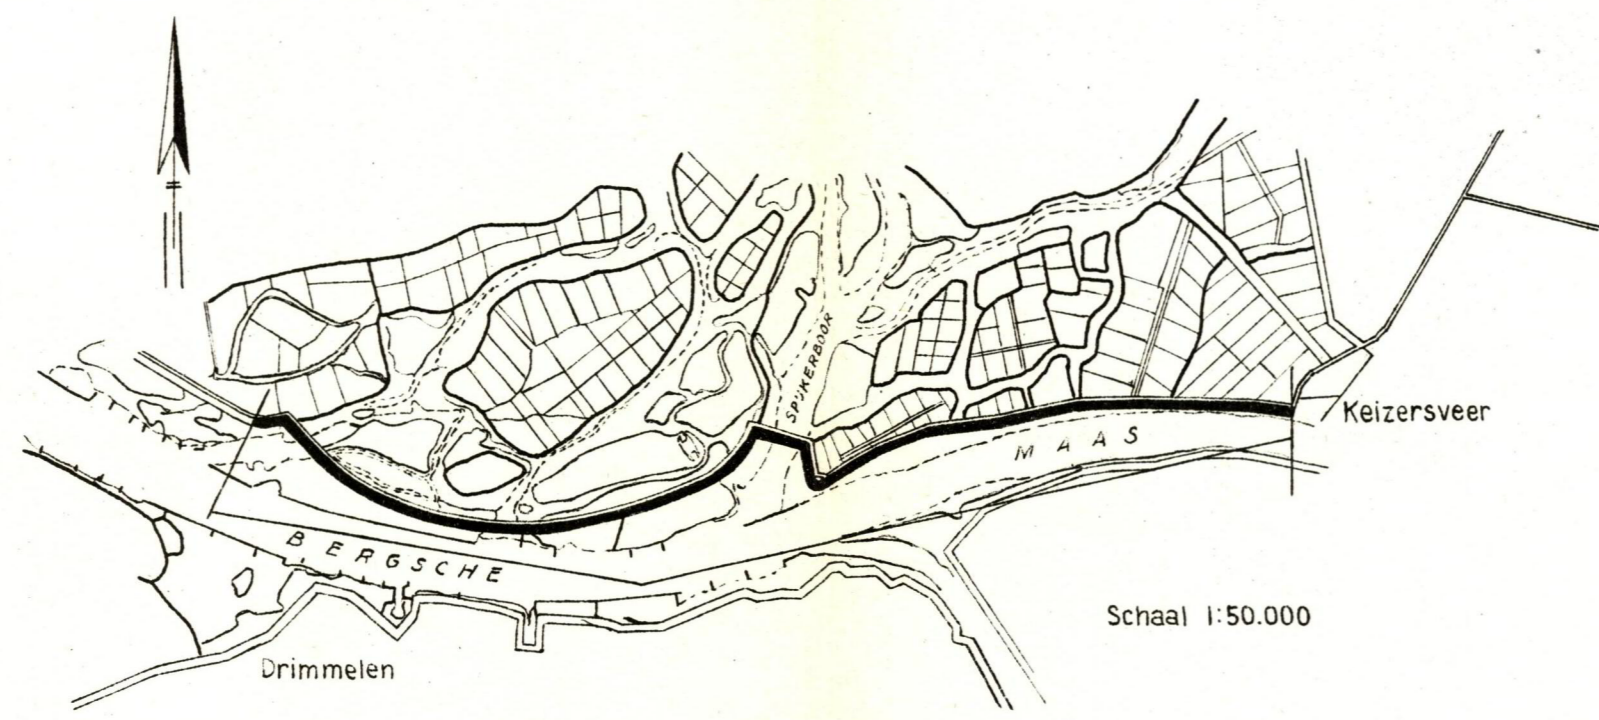 SPIJKERBOOR
Keizersveer
MAAS
BERGSCHE
Schaal 1:50.000
Drimmelen